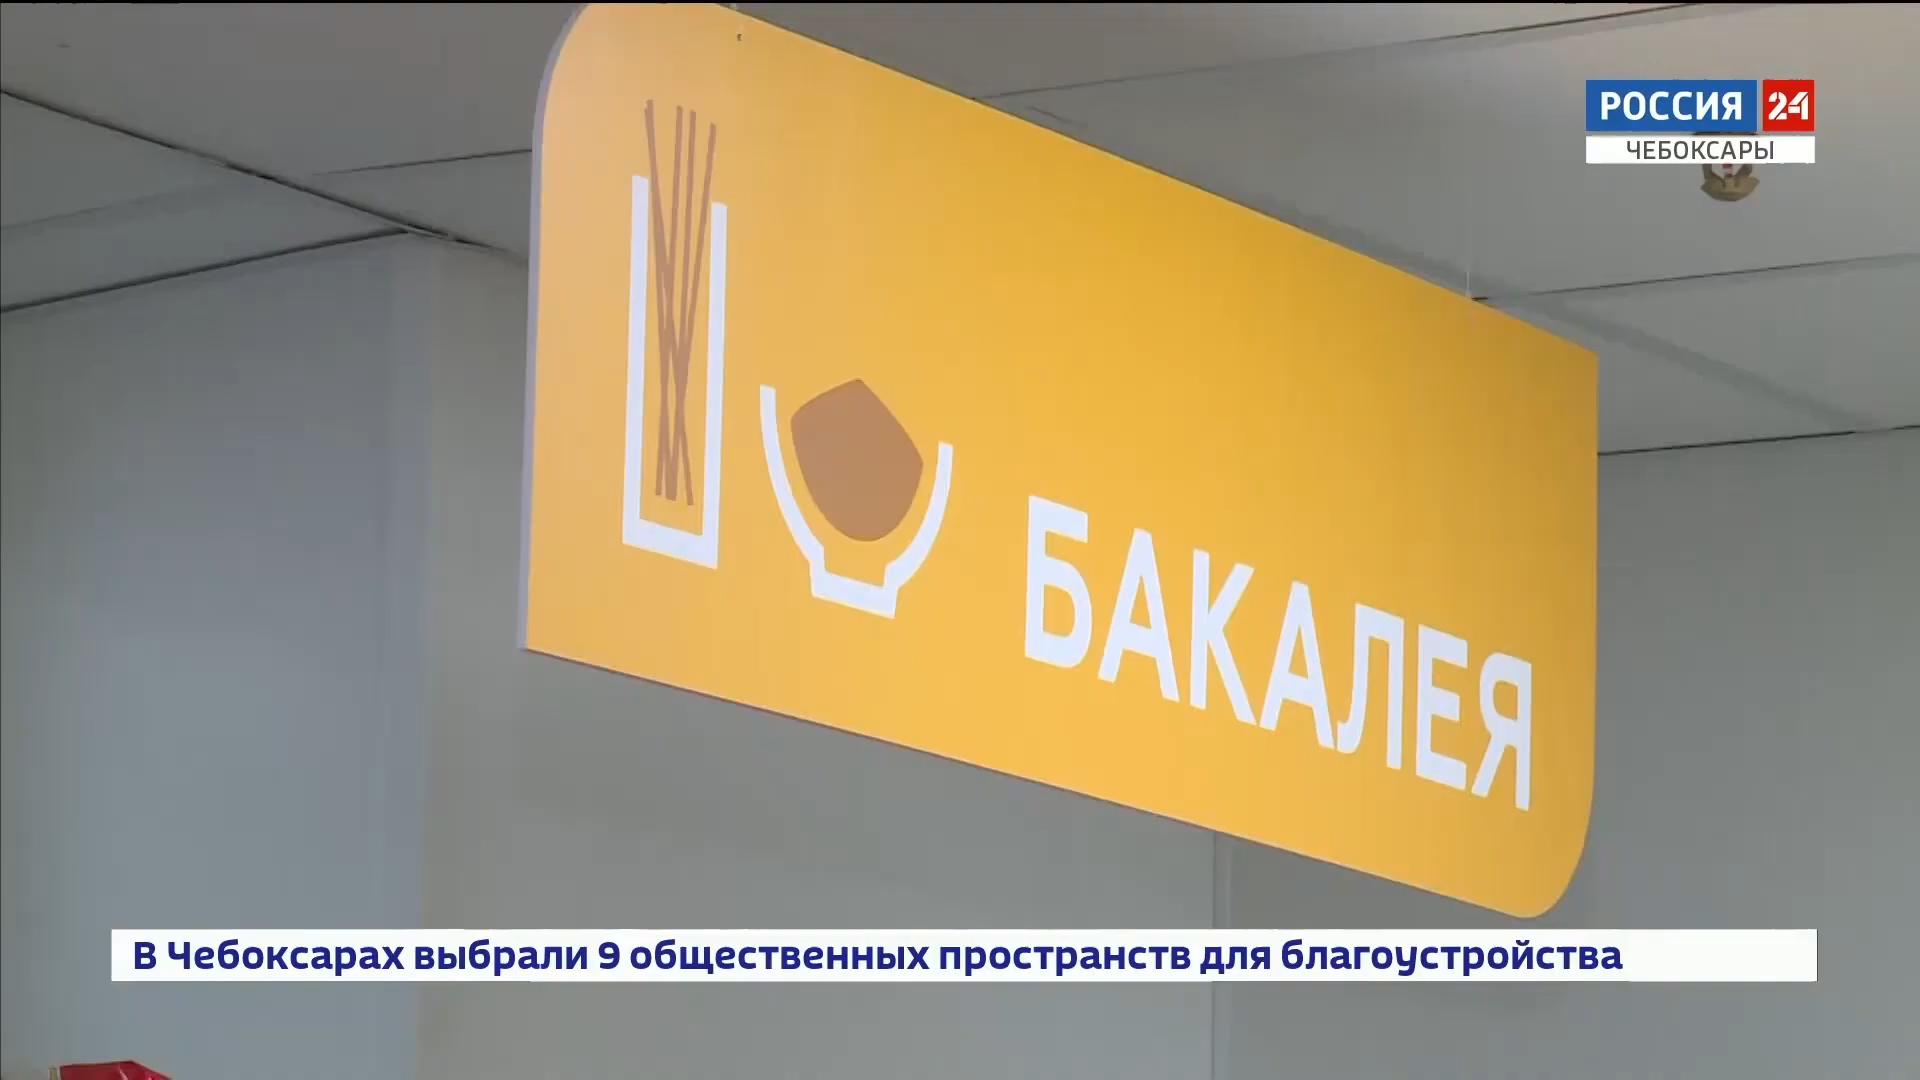 РОССИЯ 24
ЧЕБОКСАРЫ
БАКАЛЕЯ
В Чебоксарах выбрали 9 общественных пространств для благоустройства